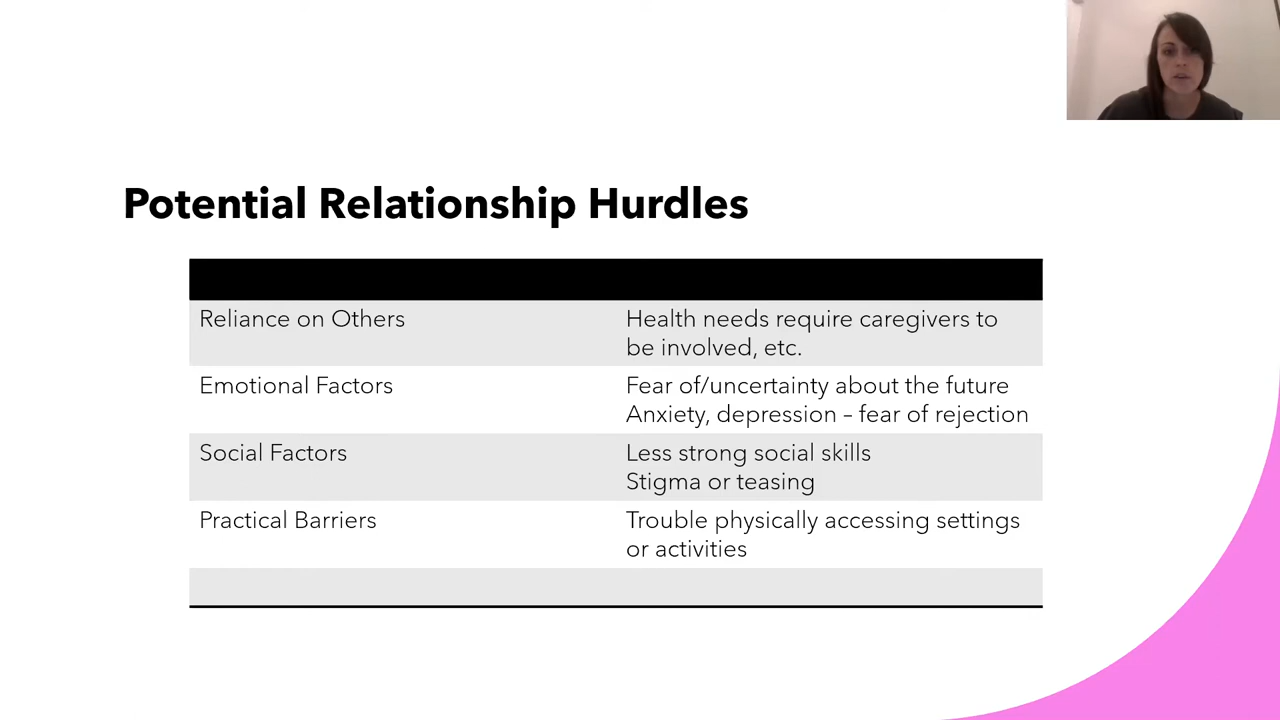 Potential Relationship Hurdles
Reliance on Others
Health needs require caregivers to
be involved, etc.
Emotional Factors
Fear of/uncertainty about the future
Anxiety, depression – fear of rejection
Social Factors
Less strong social skills
Stigma or teasing
Practical Barriers
Trouble physically accessing settings
or activities